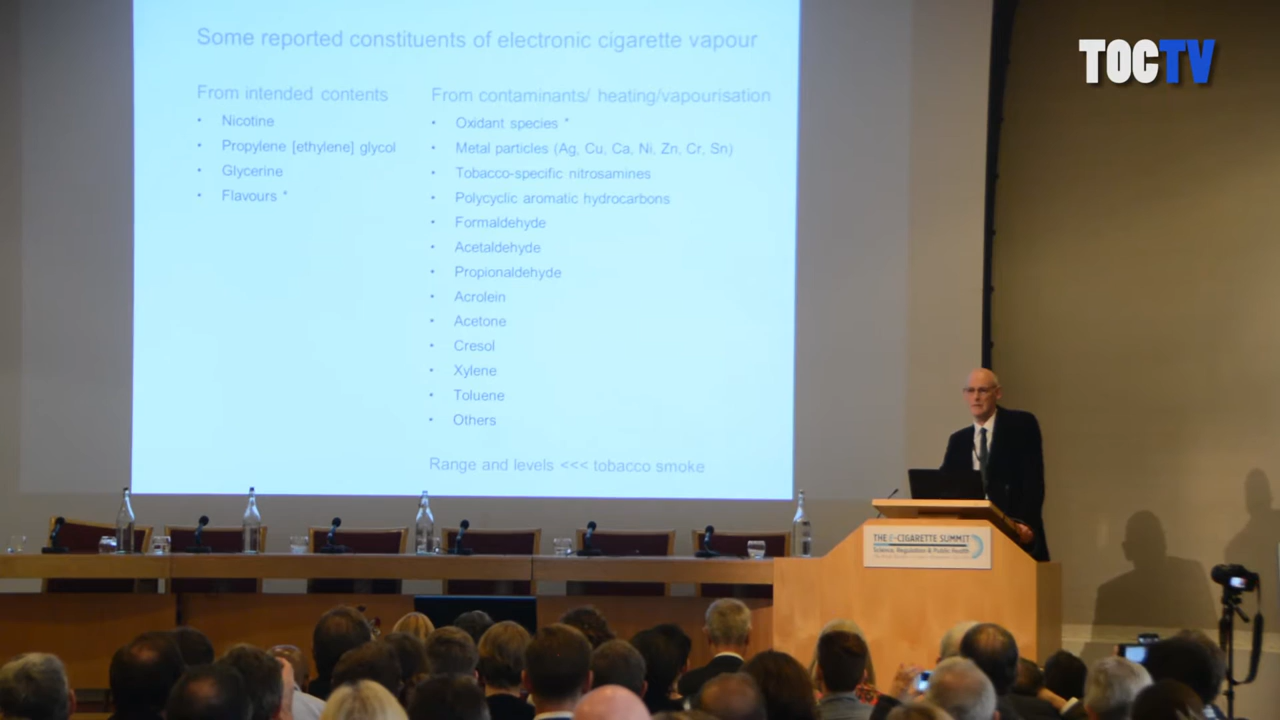 TOCTV
Some reported constituents of electronic cigarette vapour
From intended contents
• Nicotine
• Propylene [ethylene] glycol
• Glycerine
• Flavours *
From contaminants/ heating/vapourisation
• Oxidant species *
• Metal particles (Ag, Cu, Ca, Ni, Zn, Cr, Sn)
• Tobacco-specific nitrosamines
• Polycyclic aromatic hydrocarbons
• Formaldehyde
• Acetaldehyde
• Propionaldehyde
• Acrolein
• Acetone
• Cresol
• Xylene
• Toluene
• Others
Range and levels <<< tobacco smoke
THE E-CIGARETTE SUMMIT
Science, Regulation & Public Health